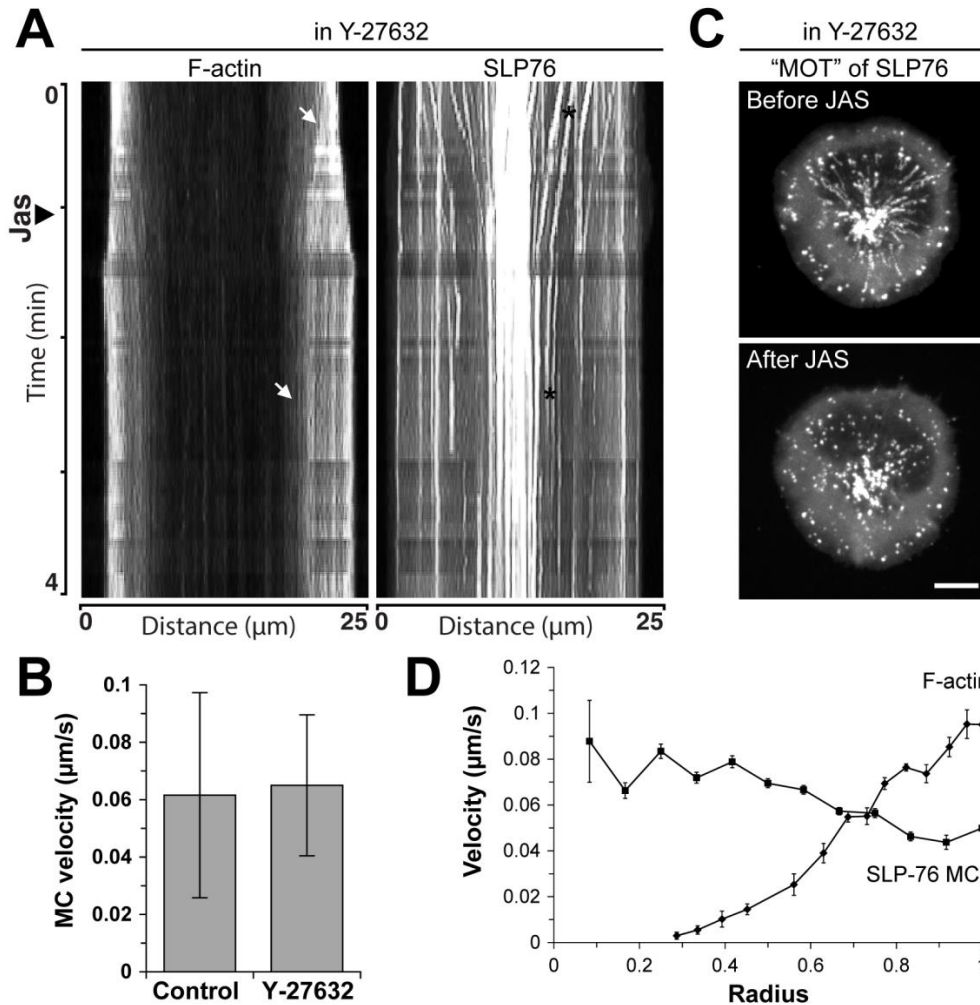 A
in Y-27632
F-actin
SLP76
0
Jas
Time (min)
4
0
Distance (µm)
25
0
Distance (µm)
25
*
*
C
in Y-27632
“MOT” of SLP76
Before JAS
After JAS
B
MC velocity (µm/s)
0.1
0.08
0.06
0.04
0.02
0
Control
Y-27632
D
Velocity (µm/s)
0.12
0.1
0.08
0.06
0.04
0.02
0
0
0.2
0.4
0.6
0.8
1
Radius
F-actin
SLP-76 MC